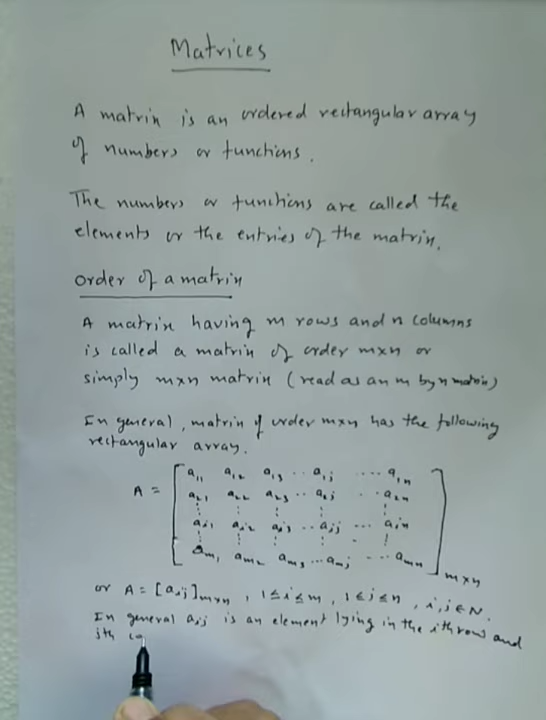 Matrices
A matrix is an ordered rectangular array
of numbers or functions.
The numbers or functions are called the
elements or the entries of the matrix.
Order of a matrix
A matrix having m rows and n columns
is called a matrix of order m×n or
simply m×n matrix (read as an m by n matrix)
In general, matrix of order m×n has the following
rectangular array.
a11 a12 a13 .. a1j .... a1n
A = a21 a22 a23 .. a2j .. a2n
ai1 ai2 ai3 .. aij ... ain
am1 am2 am3 ... amj ... amn m×n
or A = [aij]m×n , 1≤i≤m , 1≤j≤n , i,j∈N.
In general aij is an element lying in the ith row and
jth co